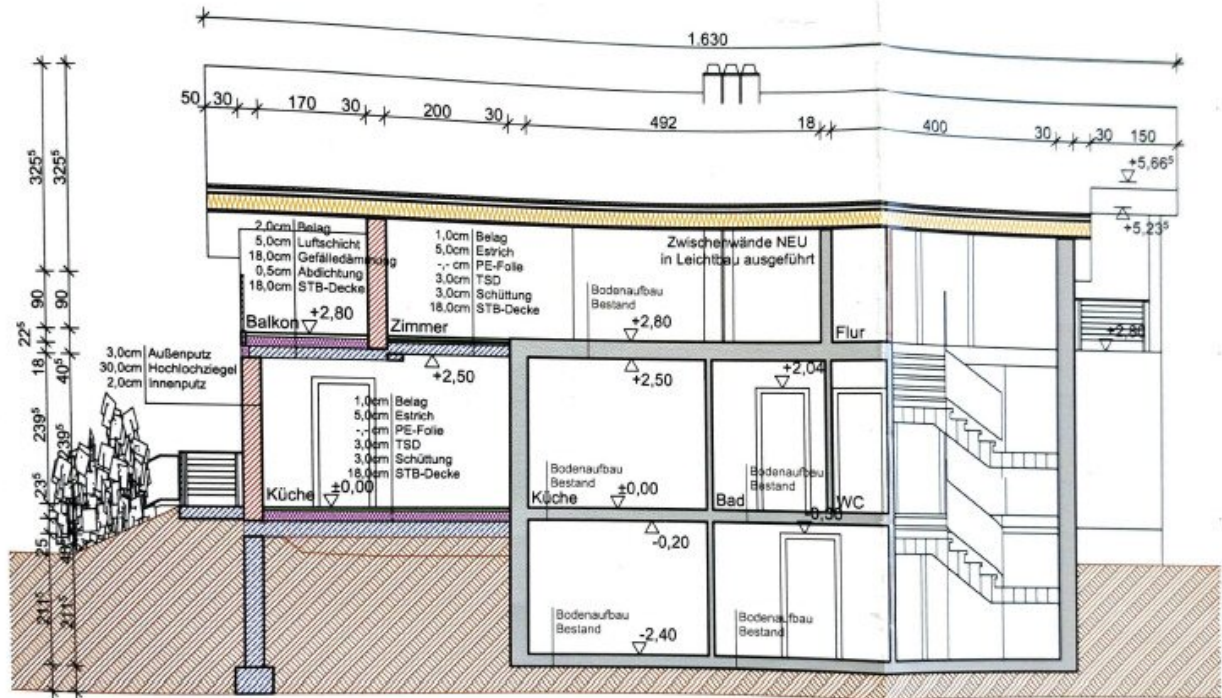 1.630
50 30 170 30 200 30 492 18 400 30 30 150
+5,66⁵
+5,23⁵
325⁵ 325⁵
90 90
22⁵
18 40⁵
239⁵ 239⁵
23⁵
25
211⁵ 211⁵
2,0cm Belag
5,0cm Luftschicht
18,0cm Gefälledämmung
0,5cm Abdichtung
18,0cm STB-Decke
1,0cm Belag
5,0cm Estrich
-,- cm PE-Folie
3,0cm TSD
3,0cm Schüttung
18,0cm STB-Decke
Zwischenwände NEU
in Leichtbau ausgeführt
Bodenaufbau
Bestand
Balkon +2,80
Zimmer
+2,80
Flur
+2,80
3,0cm Außenputz
30,0cm Hochlochziegel
2,0cm Innenputz
+2,50
+2,50
+2,04
1,0cm Belag
5,0cm Estrich
-,-cm PE-Folie
3,0cm TSD
3,0cm Schüttung
18,0cm STB-Decke
Bodenaufbau
Bestand
Bodenaufbau
Bestand
Küche ±0,00
Küche ±0,00
Bad
WC
-0,20
Bodenaufbau
Bestand
-2,40
Bodenaufbau
Bestand